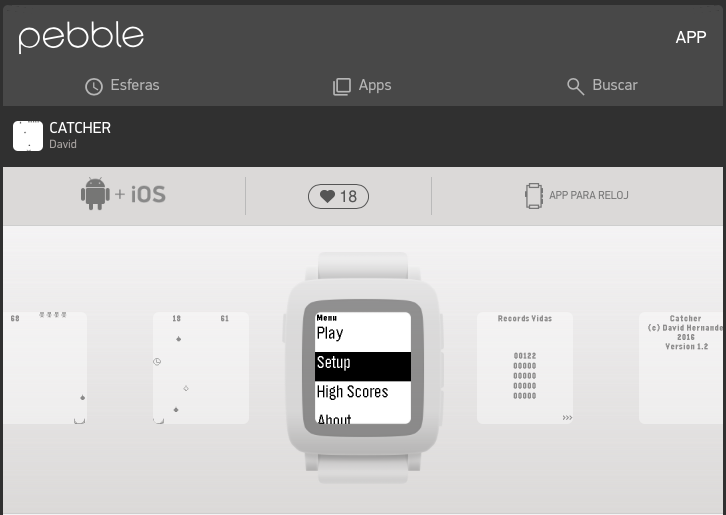 pebble
APP
Esferas
Apps
Buscar
CATCHER
David
+ iOS
18
APP PARA RELOJ
68
18 61
Menu
Play
Setup
High Scores
About
Records Vidas
00122
00000
00000
00000
00000
>>>
Catcher
(c) David Hernando
2016
Version 1.2